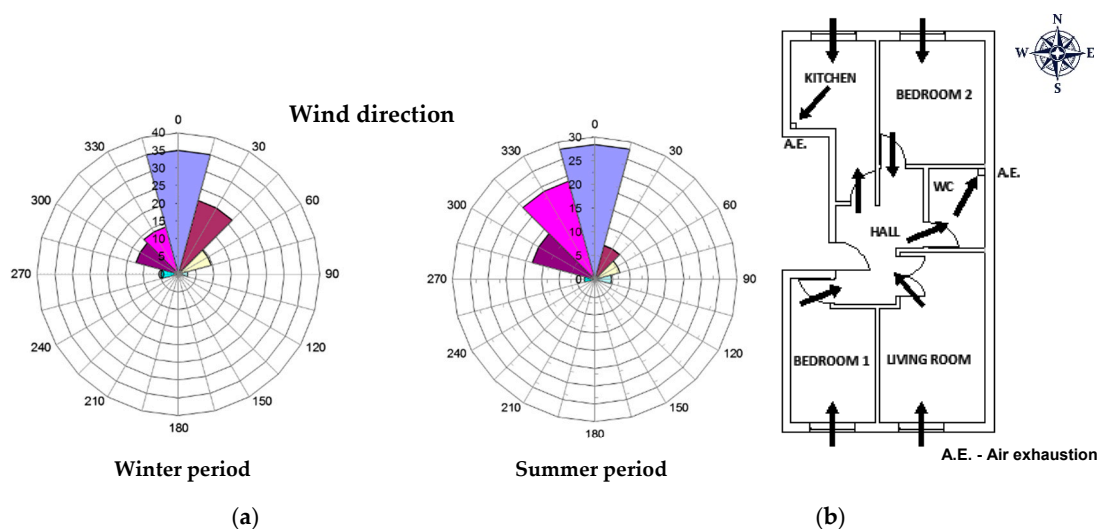 Wind direction
0
330
30
300
60
270
90
240
120
210
150
180
40
35
30
25
20
15
10
5
0
Winter period
0
330
30
300
60
270
90
240
120
210
150
180
30
25
20
15
10
5
0
Summer period
(a)
N
W
E
S
KITCHEN
BEDROOM 2
A.E.
WC
A.E.
HALL
BEDROOM 1
LIVING ROOM
A.E. - Air exhaustion
(b)